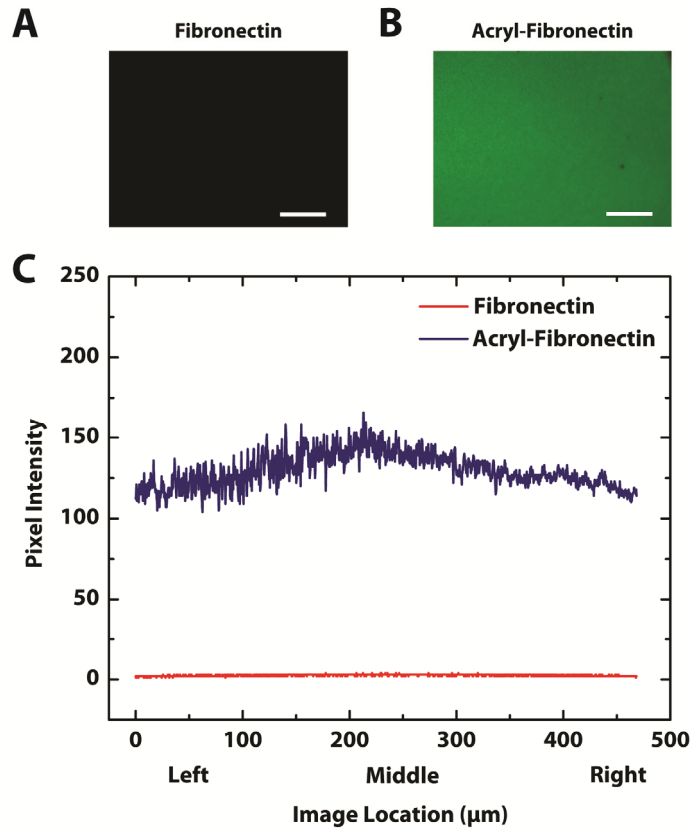 A
Fibronectin
B
Acryl-Fibronectin
C
250
200
150
100
50
0
Pixel Intensity
Fibronectin
Acryl-Fibronectin
0 100 200 300 400 500
Left Middle Right
Image Location (µm)